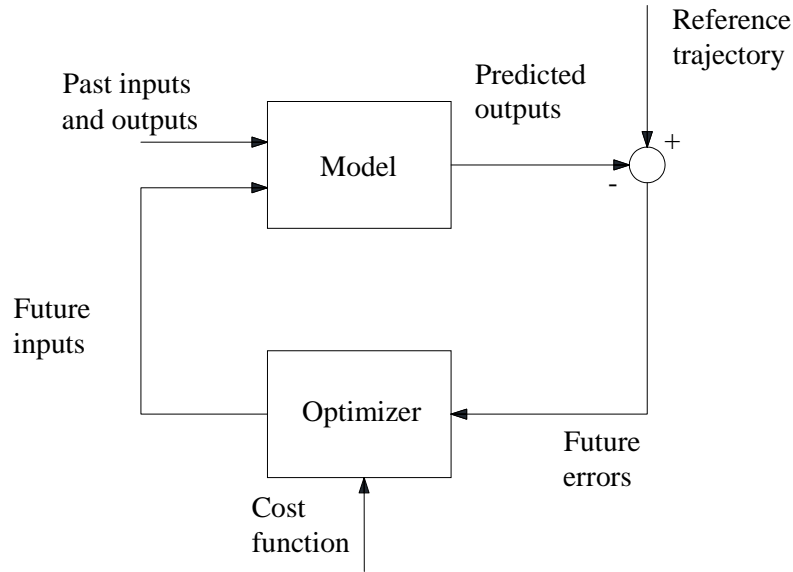 Reference
trajectory
Past inputs
and outputs
Predicted
outputs
Model
+
-
Future
inputs
Optimizer
Future
errors
Cost
function